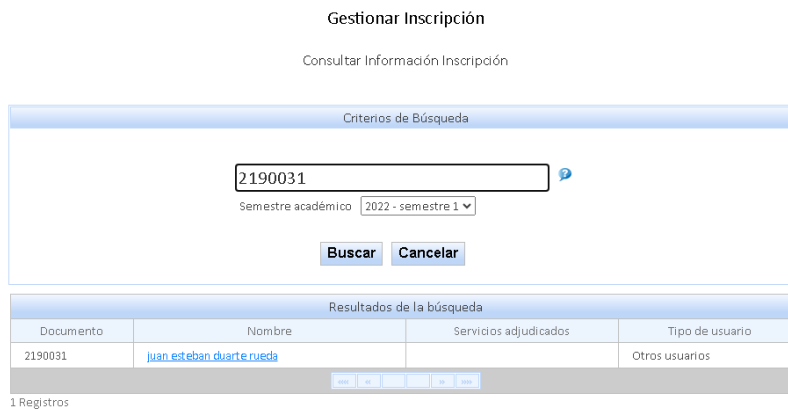 Gestionar Inscripción
Consultar Información Inscripción
Criterios de Búsqueda
2190031
Semestre académico 2022 - semestre 1
Buscar Cancelar
Resultados de la búsqueda
Documento Nombre Servicios adjudicados Tipo de usuario
2190031 juan esteban duarte rueda Otros usuarios
1 Registros